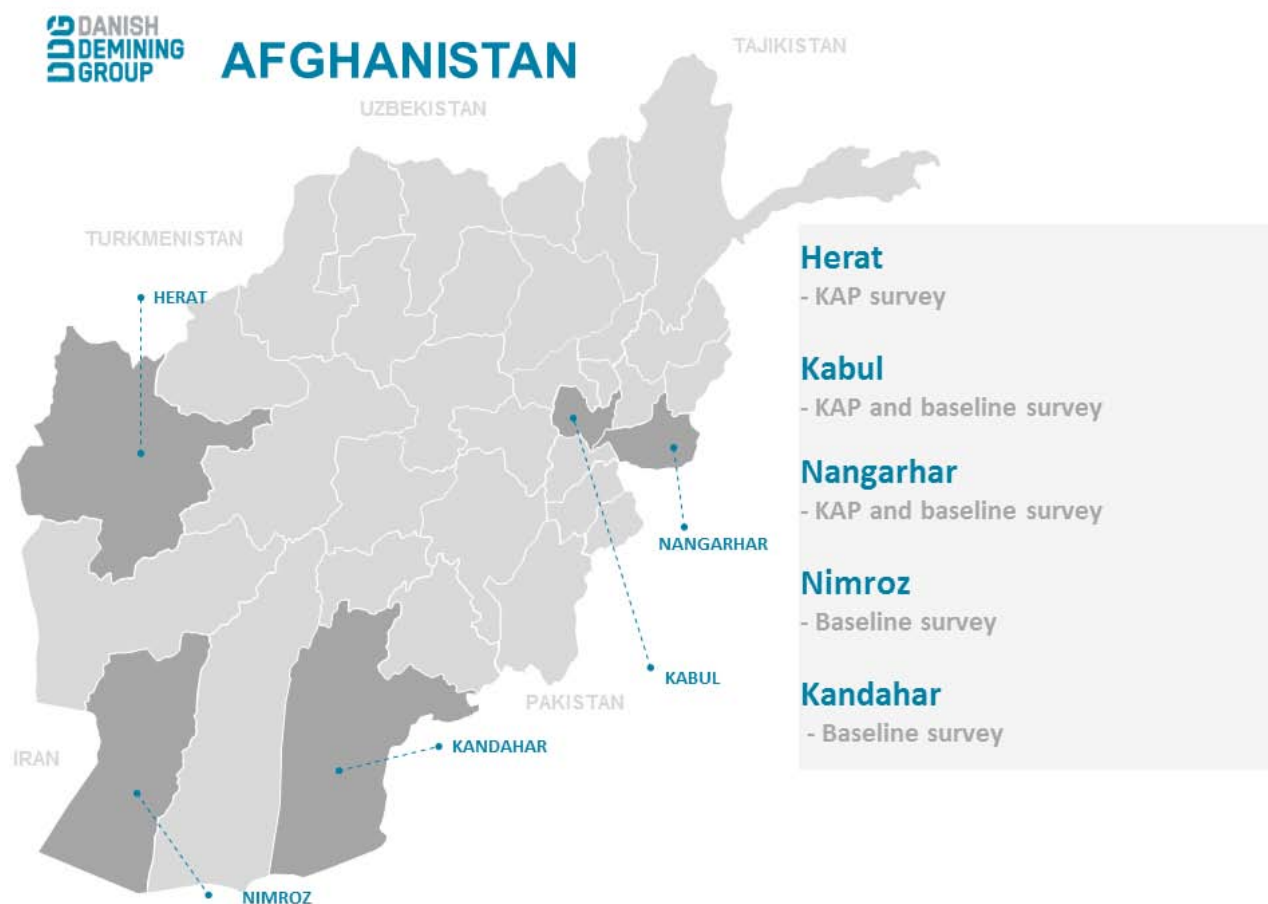 DDG DANISH
DEMINING
GROUP
AFGHANISTAN
TAJIKISTAN
UZBEKISTAN
TURKMENISTAN
HERAT
NANGARHAR
KABUL
PAKISTAN
KANDAHAR
IRAN
NIMROZ
Herat
- KAP survey
Kabul
- KAP and baseline survey
Nangarhar
- KAP and baseline survey
Nimroz
- Baseline survey
Kandahar
- Baseline survey